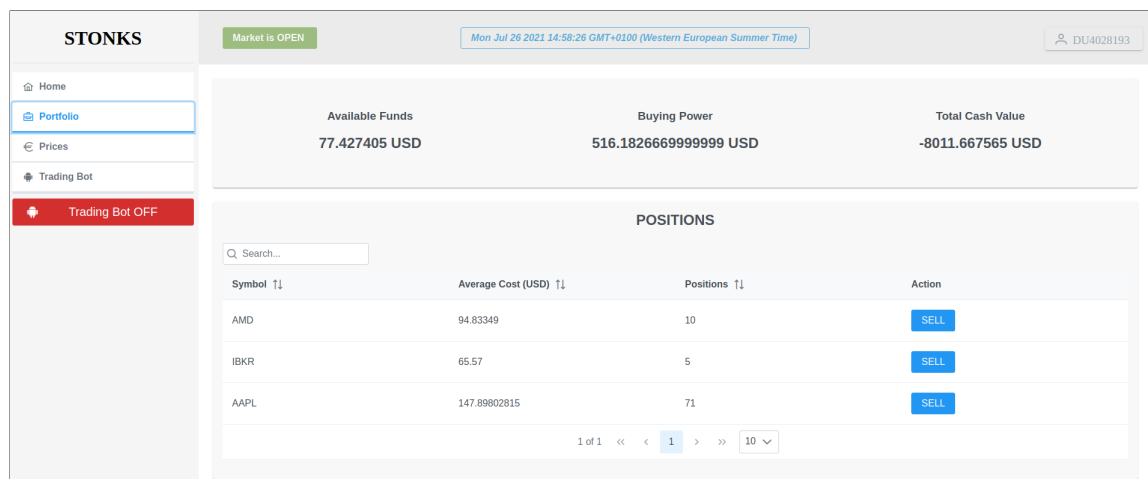 STONKS
Market is OPEN
Mon Jul 26 2021 14:58:26 GMT+0100 (Western European Summer Time)
DU4028193
Home
Portfolio
Prices
Trading Bot
Trading Bot OFF
Available Funds Buying Power Total Cash Value
77.427405 USD 516.1826669999999 USD -8011.667565 USD
POSITIONS
Search...
Symbol Average Cost (USD) Positions Action
AMD 94.83349 10 SELL
IBKR 65.57 5 SELL
AAPL 147.89802815 71 SELL
1 of 1 << < 1 > >> 10